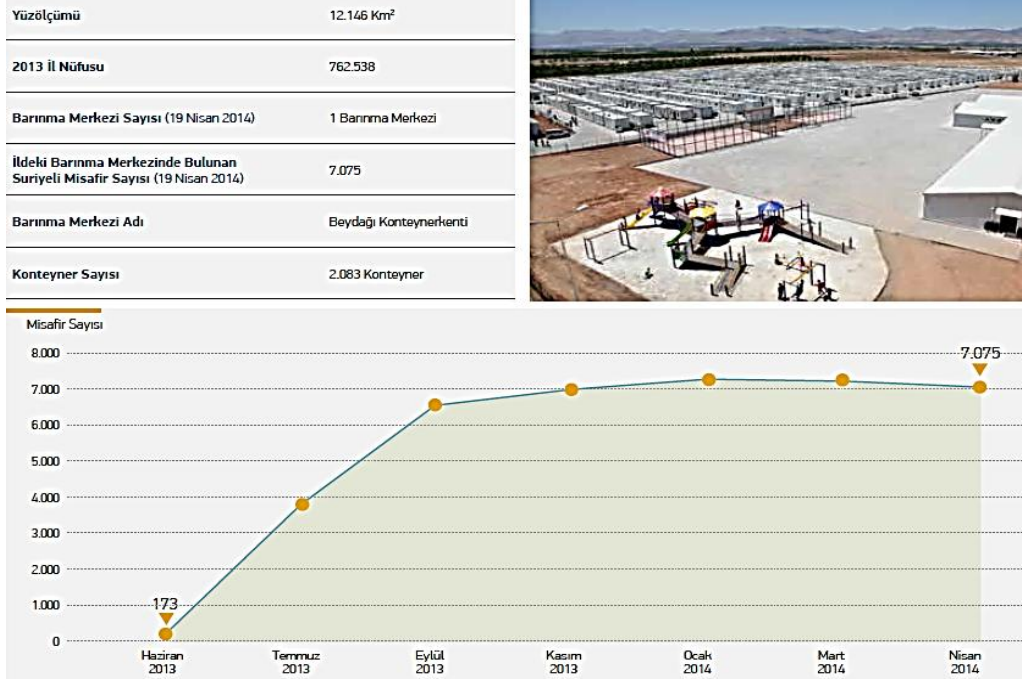 Yüzölçümü 12.146 Km²
2013 İl Nüfusu 762.538
Barınma Merkezi Sayısı (19 Nisan 2014) 1 Barınma Merkezi
İldeki Barınma Merkezinde Bulunan
Suriyeli Misafir Sayısı (19 Nisan 2014) 7.075
Barınma Merkezi Adı Beydağı Konteynerkenti
Konteyner Sayısı 2.083 Konteyner
Misafir Sayısı
8.000
7.075
7.000
6.000
5.000
4.000
3.000
2.000
1.000
173
0
Haziran Temmuz Eylül Kasım Ocak Mart Nisan
2013 2013 2013 2013 2014 2014 2014